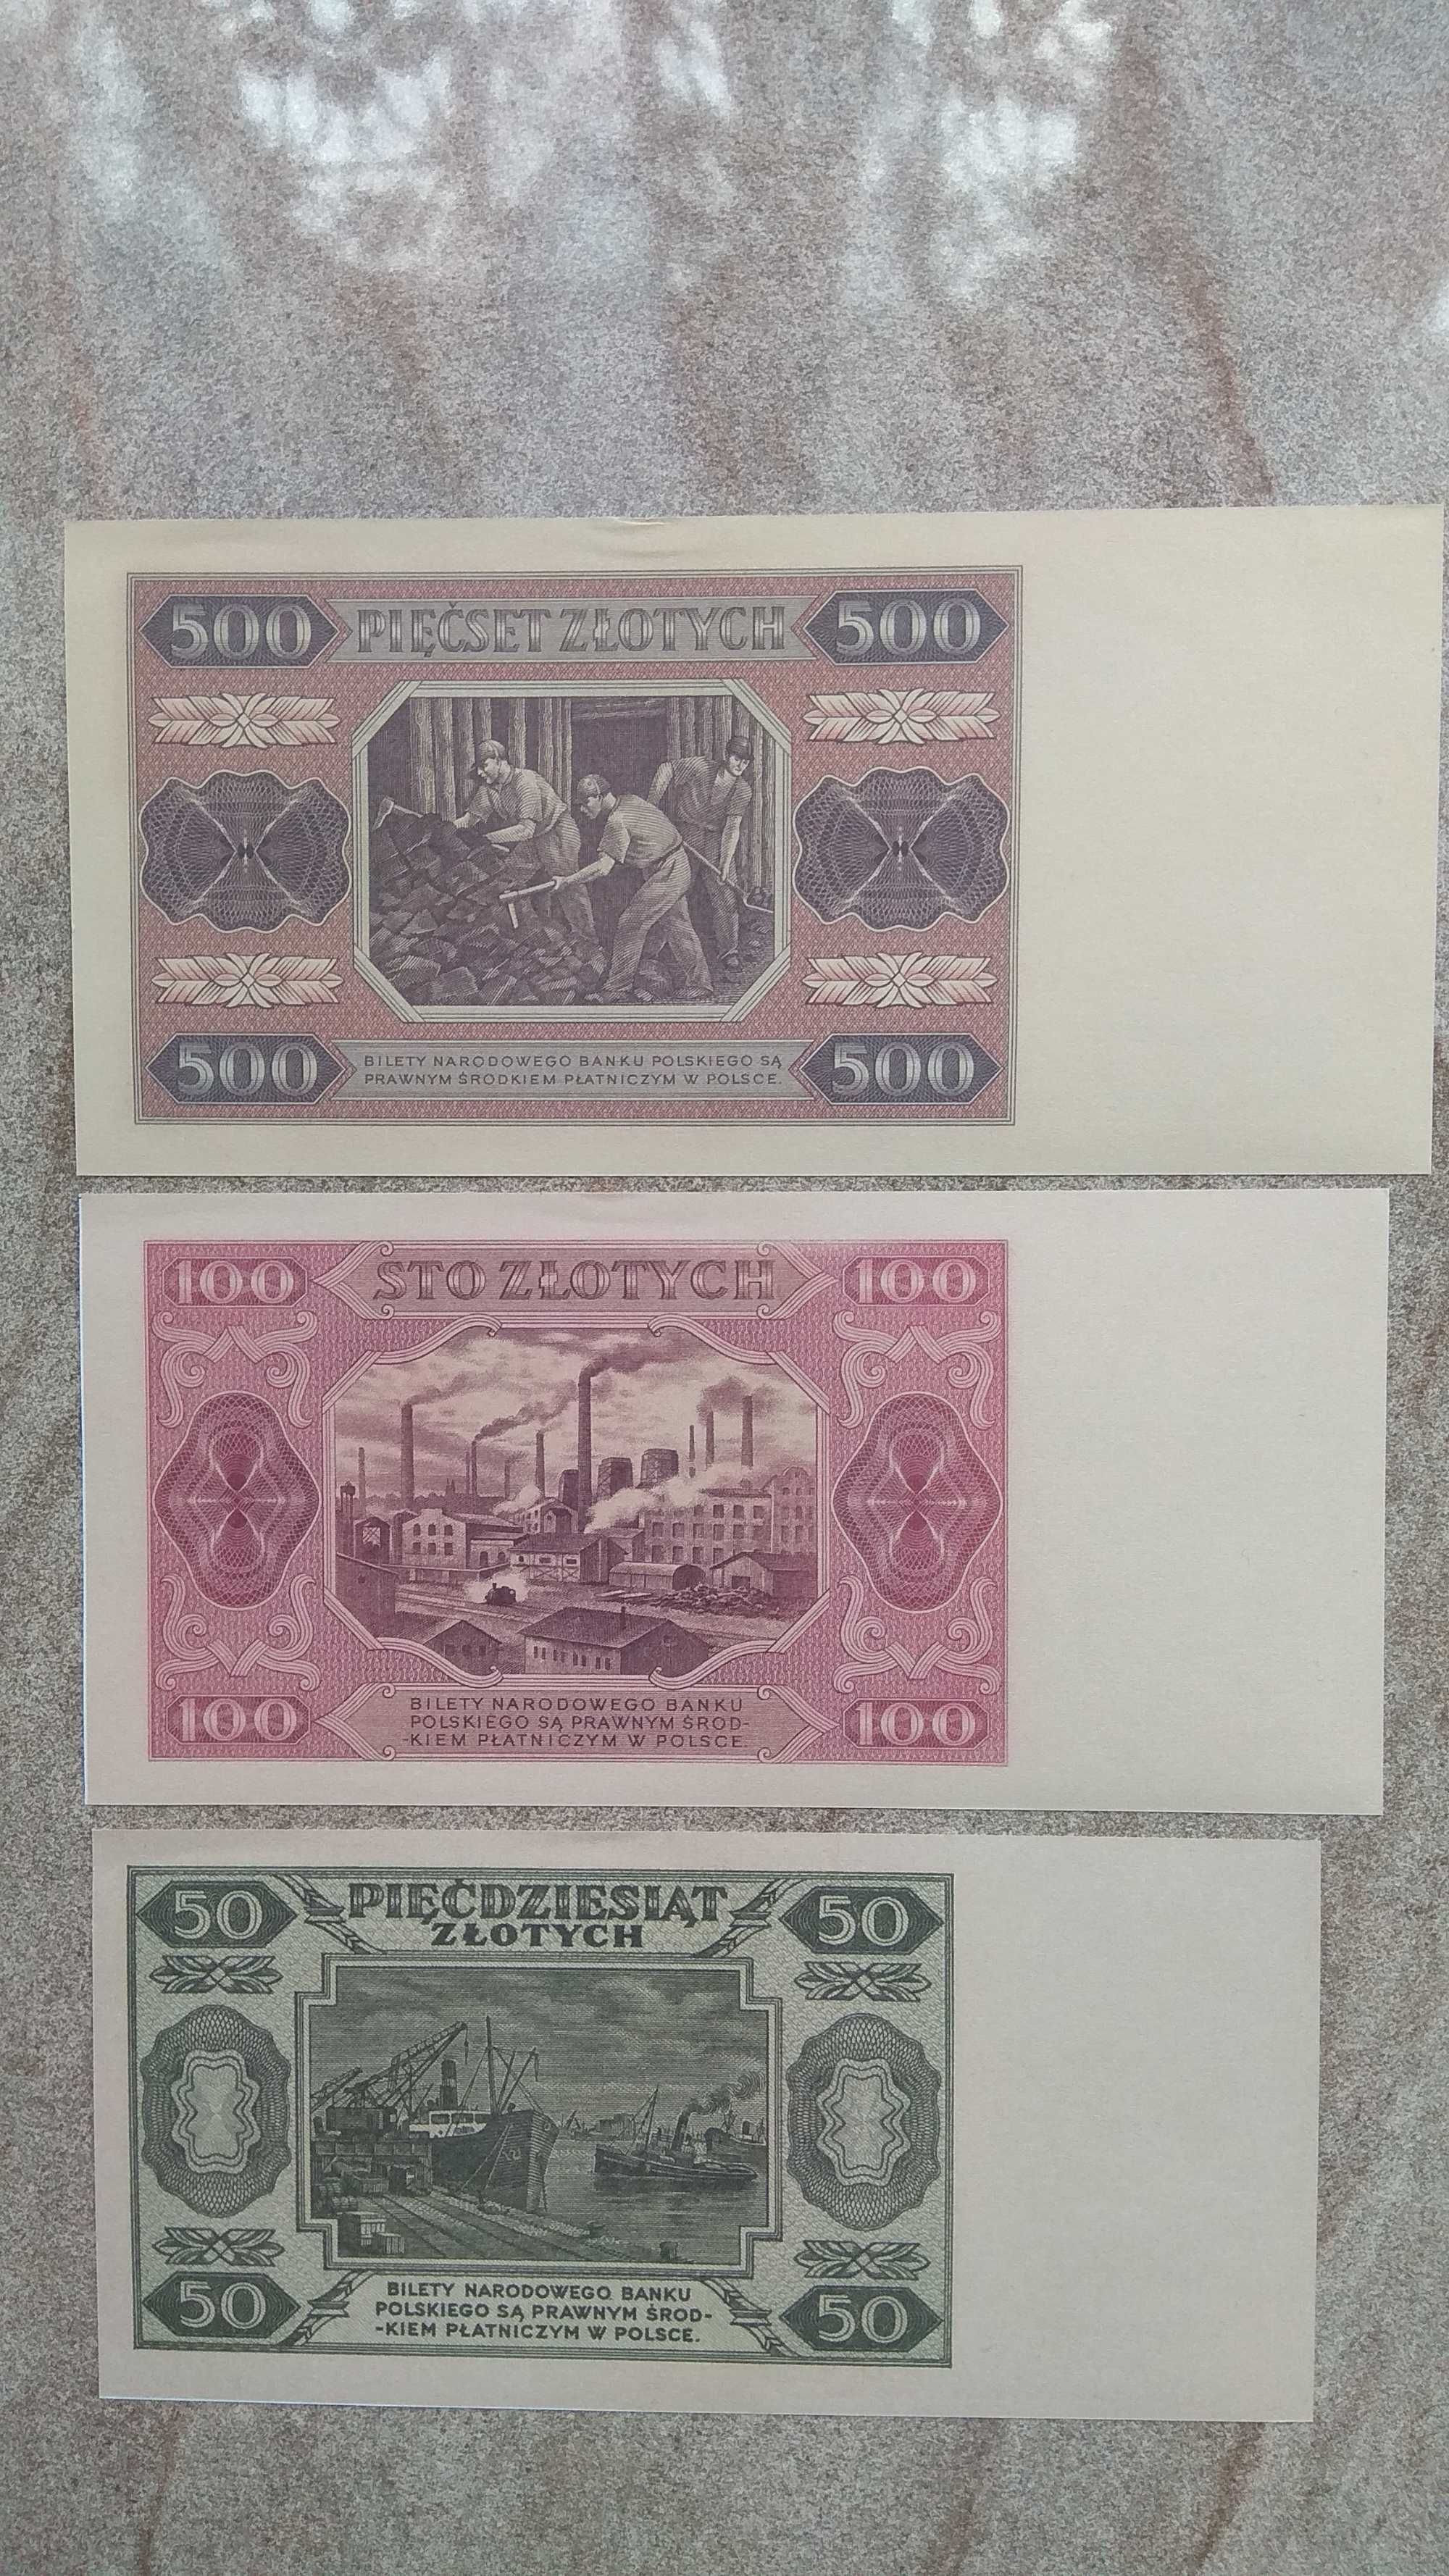 500 PIĘĆSET ZŁOTYCH 500
500 BILETY NARODOWEGO BANKU POLSKIEGO SĄ 500
PRAWNYM ŚRODKIEM PŁATNICZYM W POLSCE.
100 STO ZŁOTYCH 100
BILETY NARODOWEGO BANKU
100 POLSKIEGO SĄ PRAWNYM ŚROD- 100
-KIEM PŁATNICZYM W POLSCE.
50 PIĘĆDZIESIĄT 50
ZŁOTYCH
BILETY NARODOWEGO BANKU
50 POLSKIEGO SĄ PRAWNYM ŚROD- 50
-KIEM PŁATNICZYM W POLSCE.